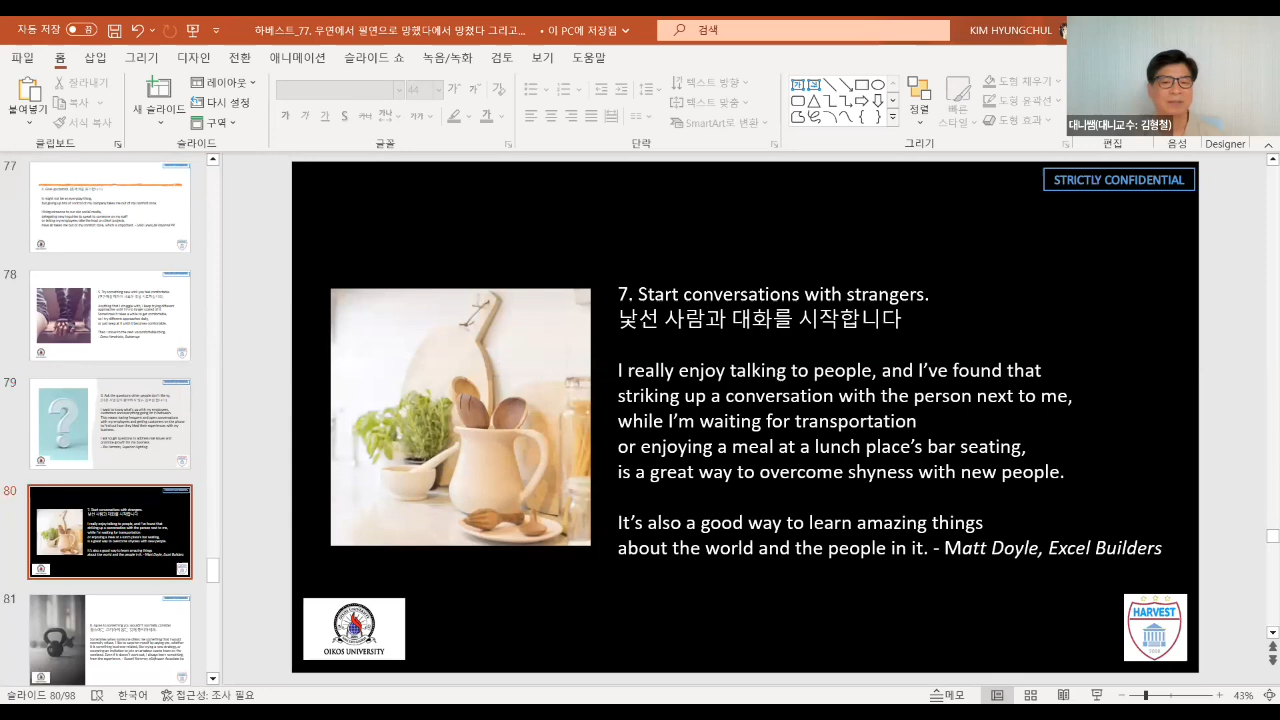 자동 저장
하베스트_77. 우연에서 필연으로 망했다에서 망쳤다 그리고... • 이 PC에 저장됨
검색
KIM HYUNGCHUL
파일 홈 삽입 그리기 디자인 전환 애니메이션 슬라이드 쇼 녹음/녹화 검토 보기 도움말
붙여넣기
잘라내기
복사
서식 복사
클립보드
새 슬라이드
레이아웃
다시 설정
구역
슬라이드
44
글꼴
텍스트 방향
텍스트 맞춤
SmartArt로 변환
단락
정렬
빠른
스타일
도형 채우기
도형 윤곽선
도형 효과
그리기
편집
음성
Designer
대니쌤(대니교수: 김형철)
77
78
79
80
81
STRICTLY CONFIDENTIAL
7. Start conversations with strangers.
낯선 사람과 대화를 시작합니다
I really enjoy talking to people, and I've found that
striking up a conversation with the person next to me,
while I'm waiting for transportation
or enjoying a meal at a lunch place's bar seating,
is a great way to overcome shyness with new people.
It's also a good way to learn amazing things
about the world and the people in it. - Matt Doyle, Excel Builders
OIKOS UNIVERSITY
HARVEST
슬라이드 80/98
한국어
접근성: 조사 필요
메모
43%